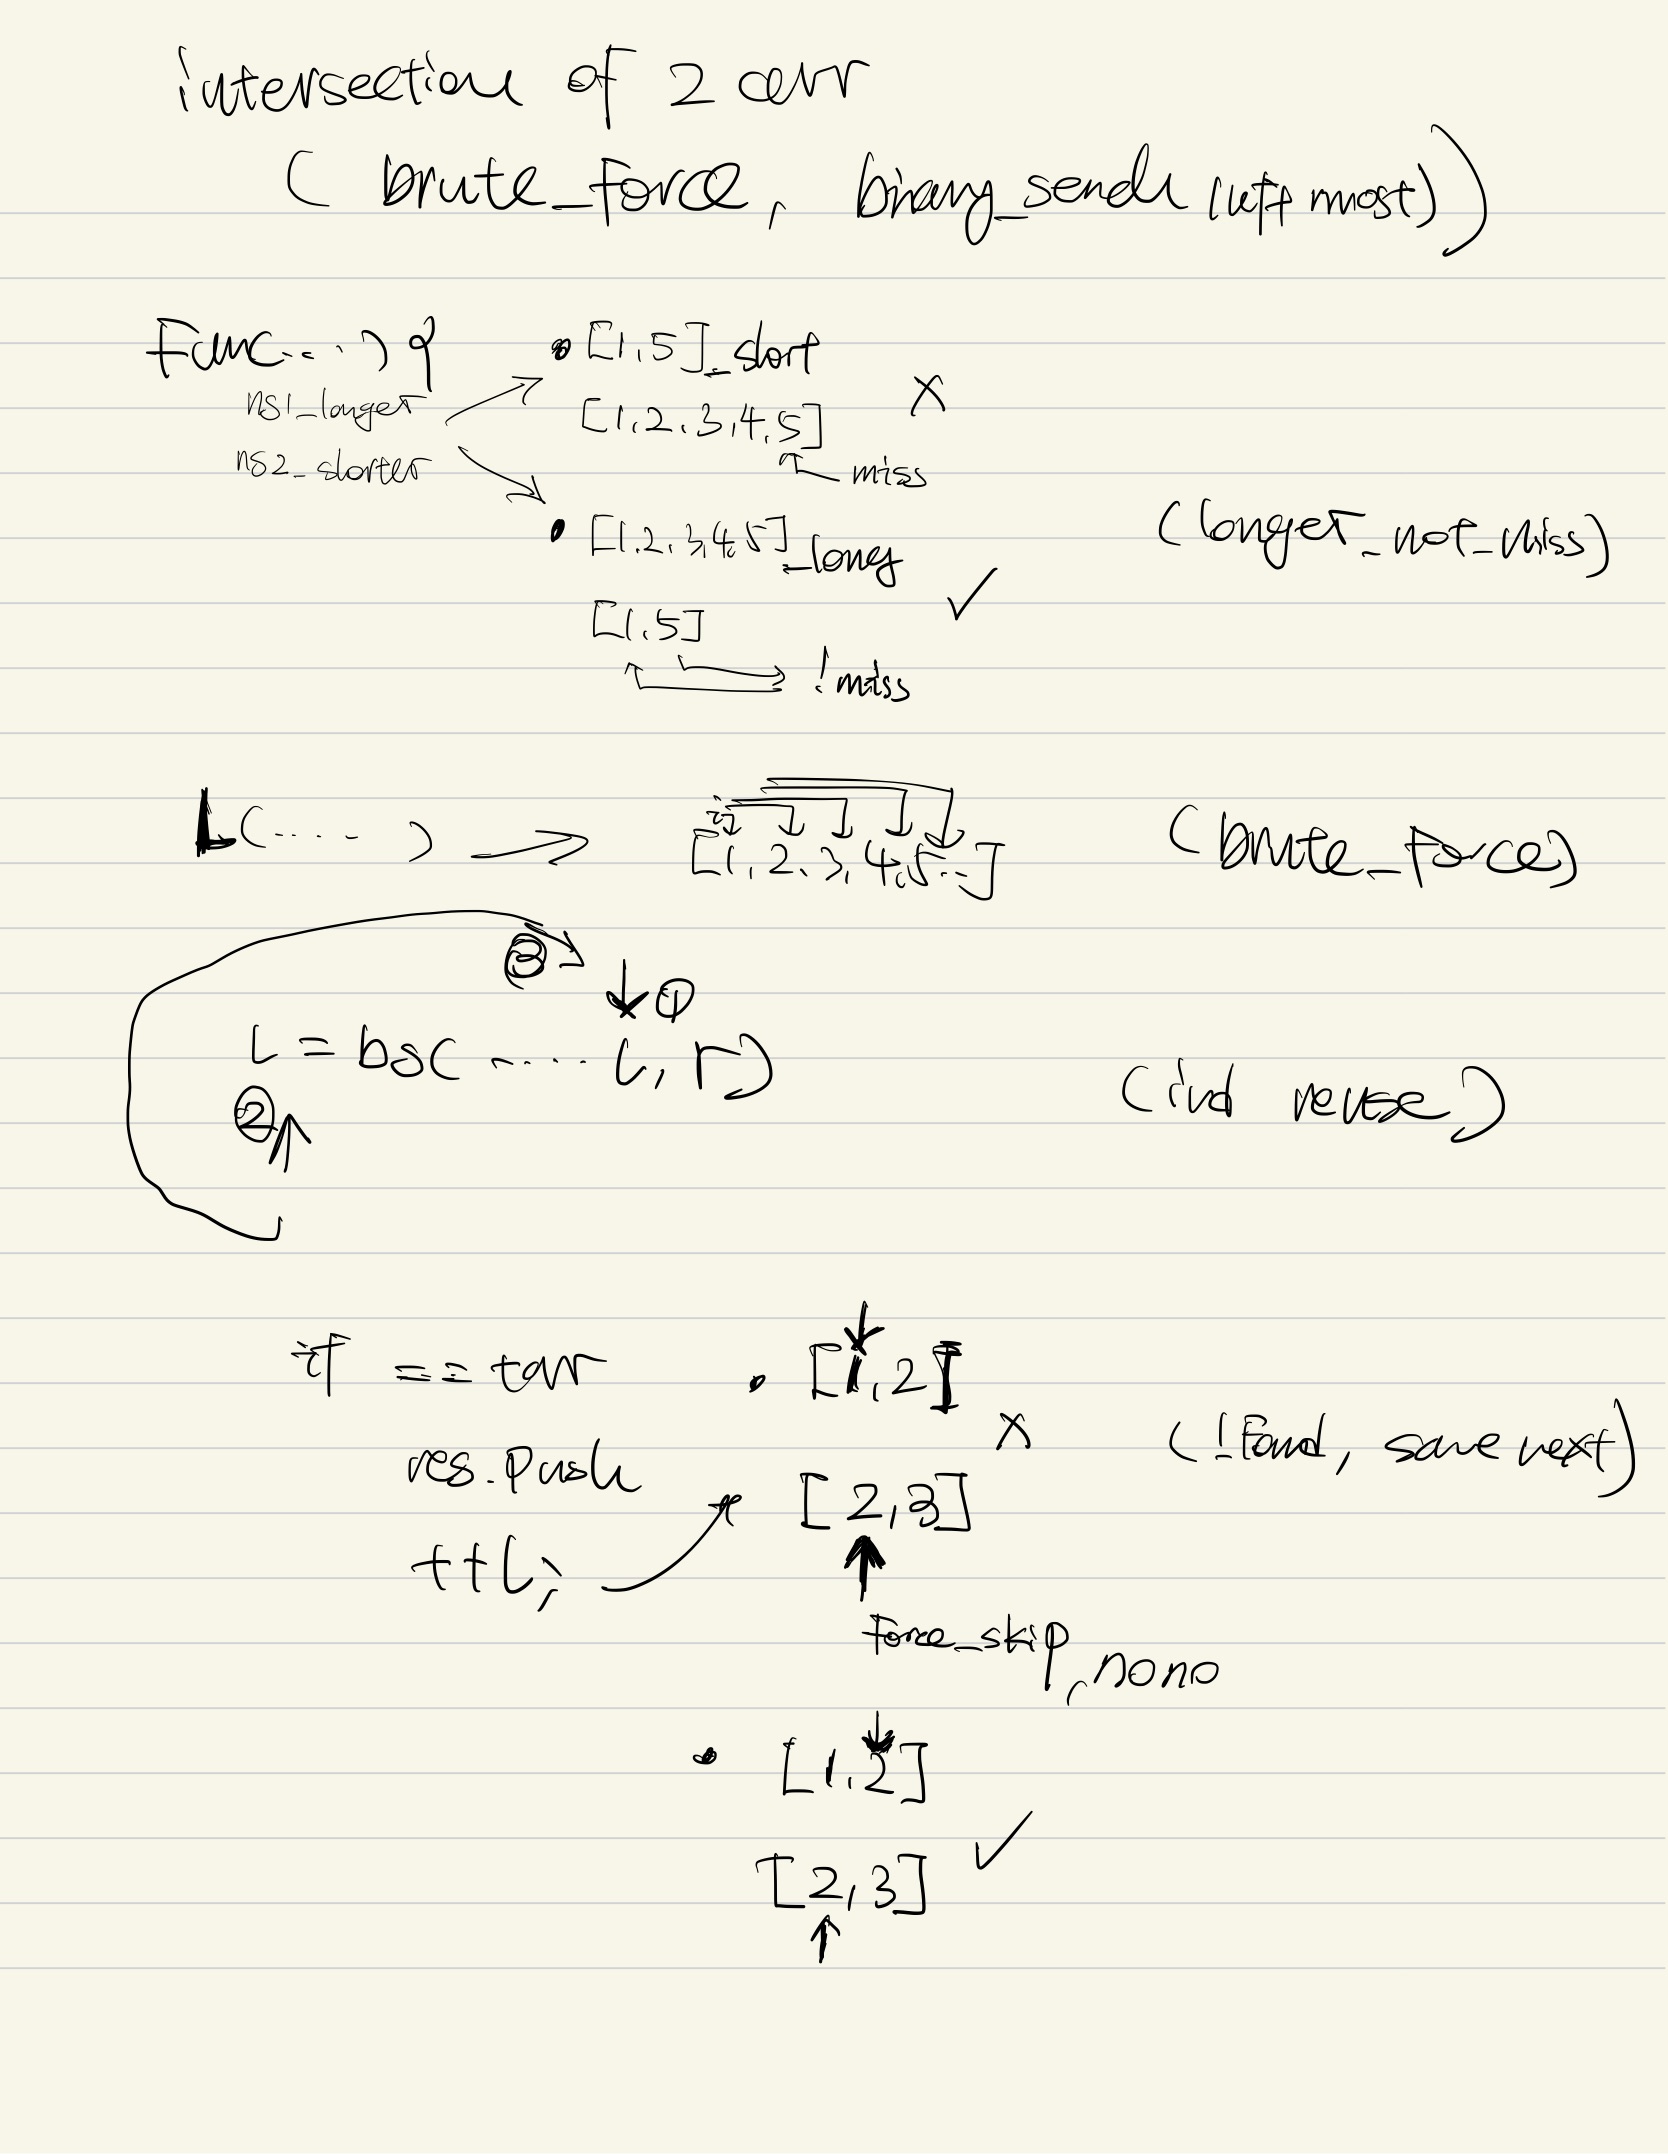 intersection of 2 arr
( brute_force, binary_search (left most))
Func(....) {
ns1_longer
ns2_shorter
• [1,5]_short
[1,2,3,4,5] X
miss
• [1,2,3,4,5]_long
[1,5] ✓
!miss
(longer_not_miss)
L(.... ) → [1,2,3,4,5..] (brute_force)
③ ↓ ①
L = bs( ..... L, r) (ind reuse)
② ↑
if == tar
res.push
++L;
• [1,2] X
[2,3]
(!Found, save next)
Force_skip, nono
• [1,2]
[2,3] ✓